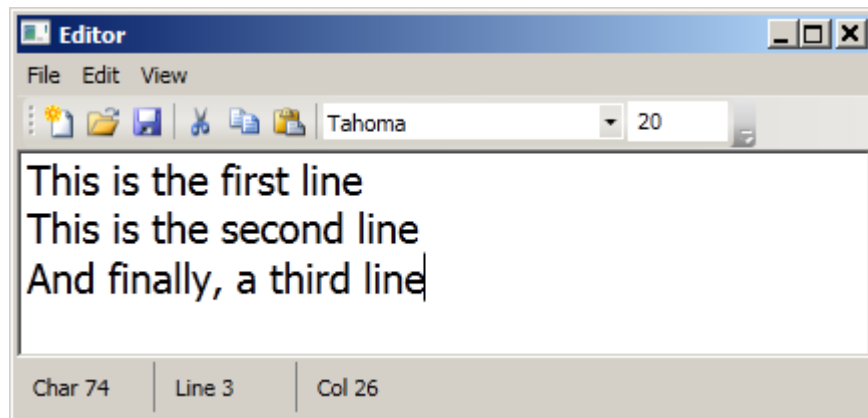 Editor
File Edit View
Tahoma 20
This is the first line
This is the second line
And finally, a third line
Char 74 Line 3 Col 26